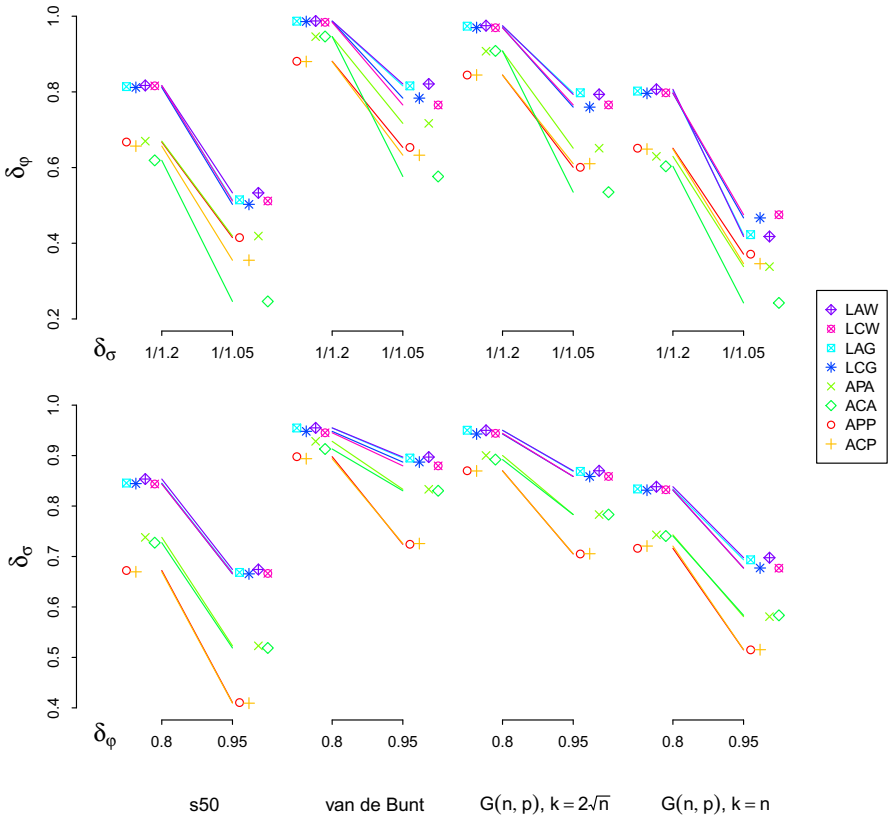 1.0
0.8
0.6
0.4
0.2
δφ
δσ
1/1.2 1/1.05 1/1.2 1/1.05 1/1.2 1/1.05 1/1.2 1/1.05
LAW
LCW
LAG
LCG
APA
ACA
APP
ACP
1.0
0.9
0.8
0.7
0.6
0.5
0.4
δσ
δφ
0.8 0.95 0.8 0.95 0.8 0.95 0.8 0.95
s50 van de Bunt G(n, p), k = 2√n G(n, p), k = n